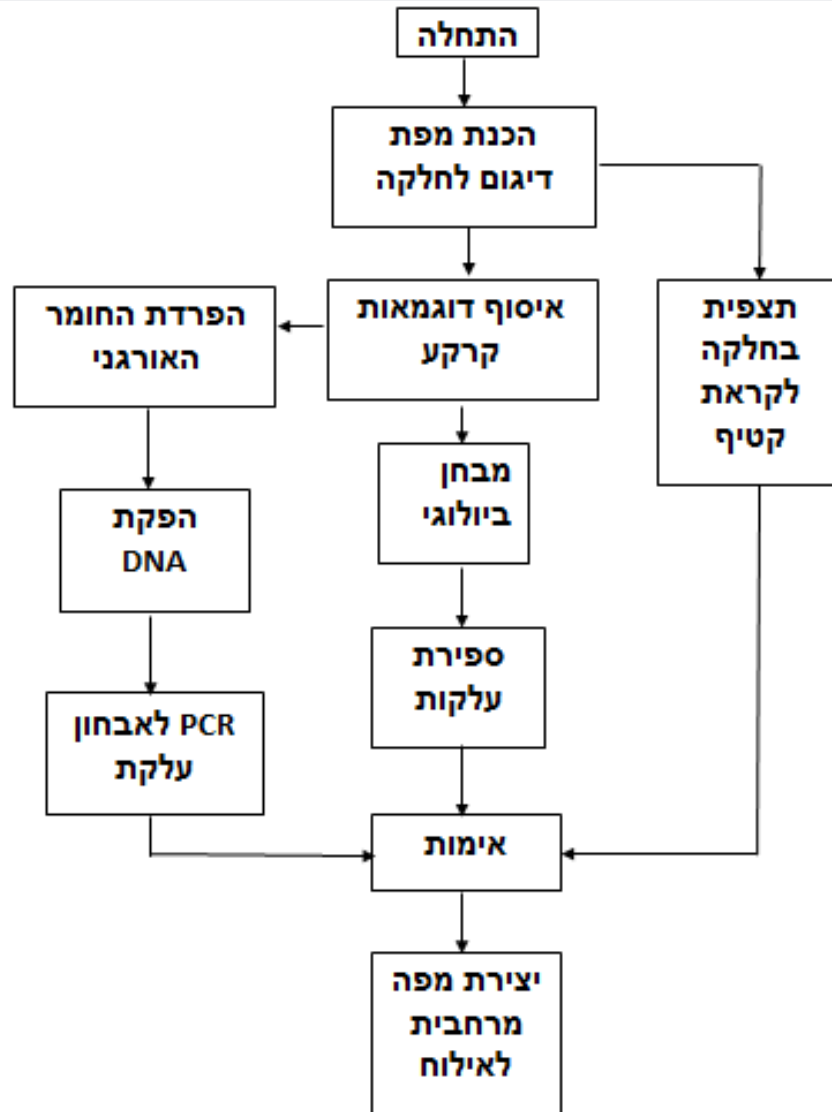 התחלה
הכנת מפת
דיגום לחלקה
איסוף דוגמאות
קרקע
הפרדת החומר
האורגני
תצפית
בחלקה
לקראת
קטיף
מבחן
ביולוגי
הפקת
DNA
ספירת
עלקות
PCR לאבחון
עלקת
אימות
יצירת מפה
מרחבית
לאילוח